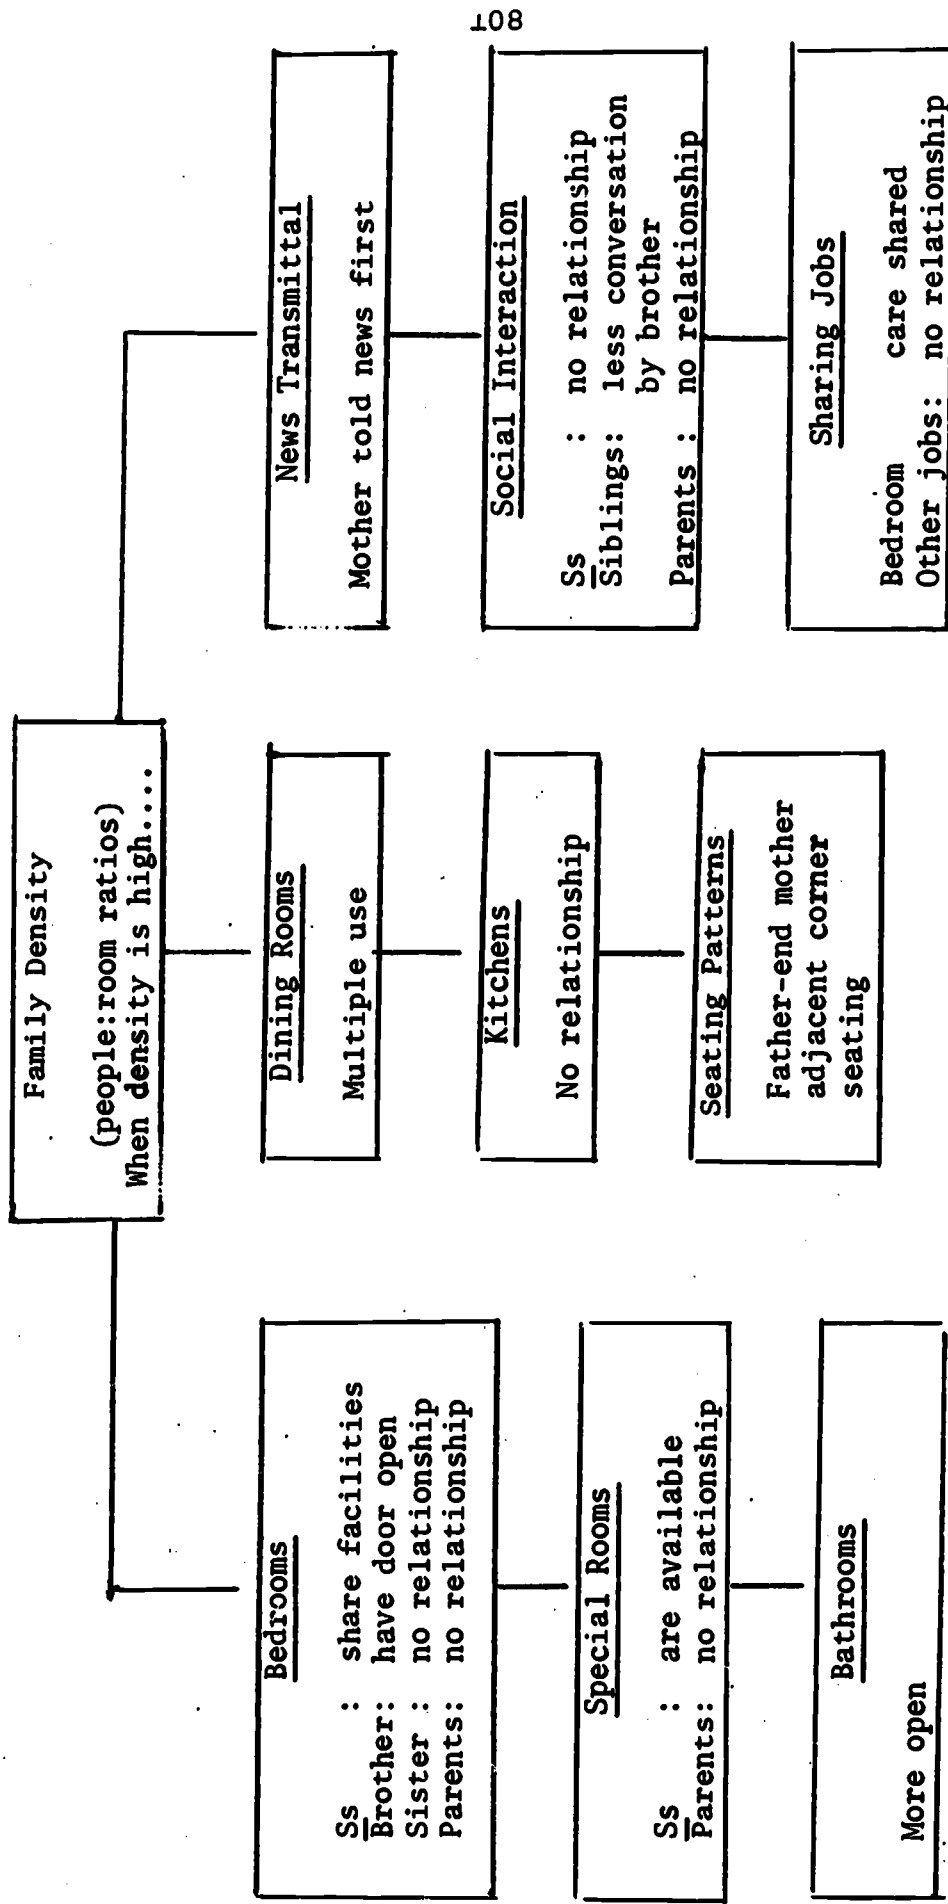 108
Family Density
(people:room ratios)
When density is high....
Bedrooms
Ss : share facilities
Brother: have door open
Sister : no relationship
Parents: no relationship
Special Rooms
Ss : are available
Parents: no relationship
Bathrooms
More open
Dining Rooms
Multiple use
Kitchens
No relationship
Seating Patterns
Father-end mother
adjacent corner
seating
News Transmittal
Mother told news first
Social Interaction
Ss : no relationship
Siblings: less conversation
by brother
Parents : no relationship
Sharing Jobs
Bedroom care shared
Other jobs: no relationship